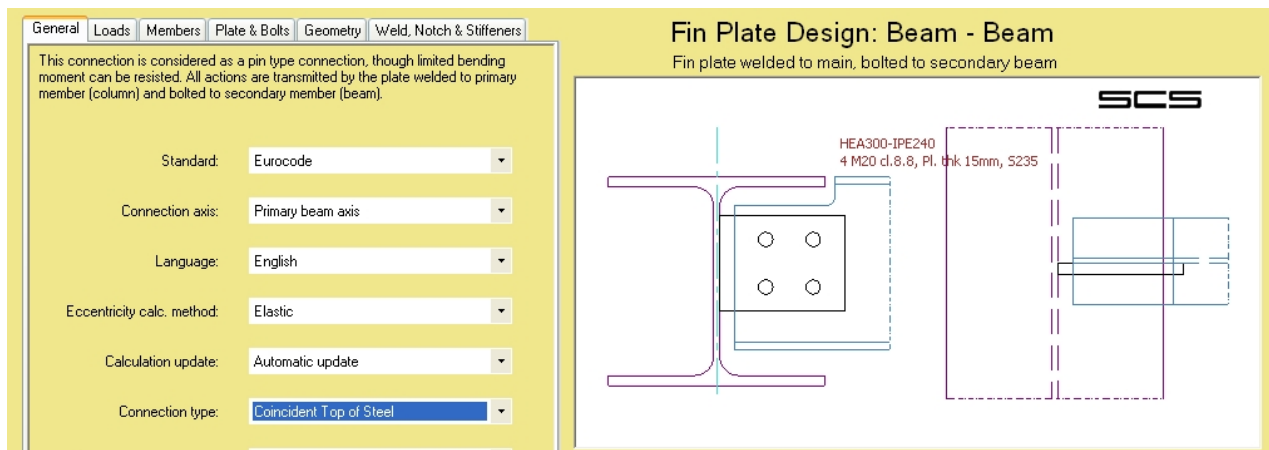 General Loads Members Plate & Bolts Geometry Weld, Notch & Stiffeners
This connection is considered as a pin type connection, though limited bending
moment can be resisted. All actions are transmitted by the plate welded to primary
member (column) and bolted to secondary member (beam).
Standard: Eurocode
Connection axis: Primary beam axis
Language: English
Eccentricity calc. method: Elastic
Calculation update: Automatic update
Connection type: Coincident Top of Steel
Fin Plate Design: Beam - Beam
Fin plate welded to main, bolted to secondary beam
SCS
HEA300-IPE240
4 M20 cl.8.8, Pl. thk 15mm, S235